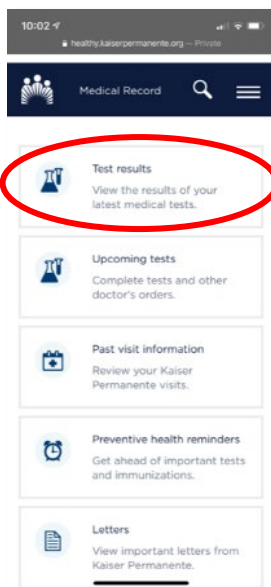 10:02
healthy.kaiserpermanente.org — Private
Medical Record
Test results
View the results of your
latest medical tests.
Upcoming tests
Complete tests and other
doctor's orders.
Past visit information
Review your Kaiser
Permanente visits.
Preventive health reminders
Get ahead of important tests
and immunizations.
Letters
View important letters from
Kaiser Permanente.